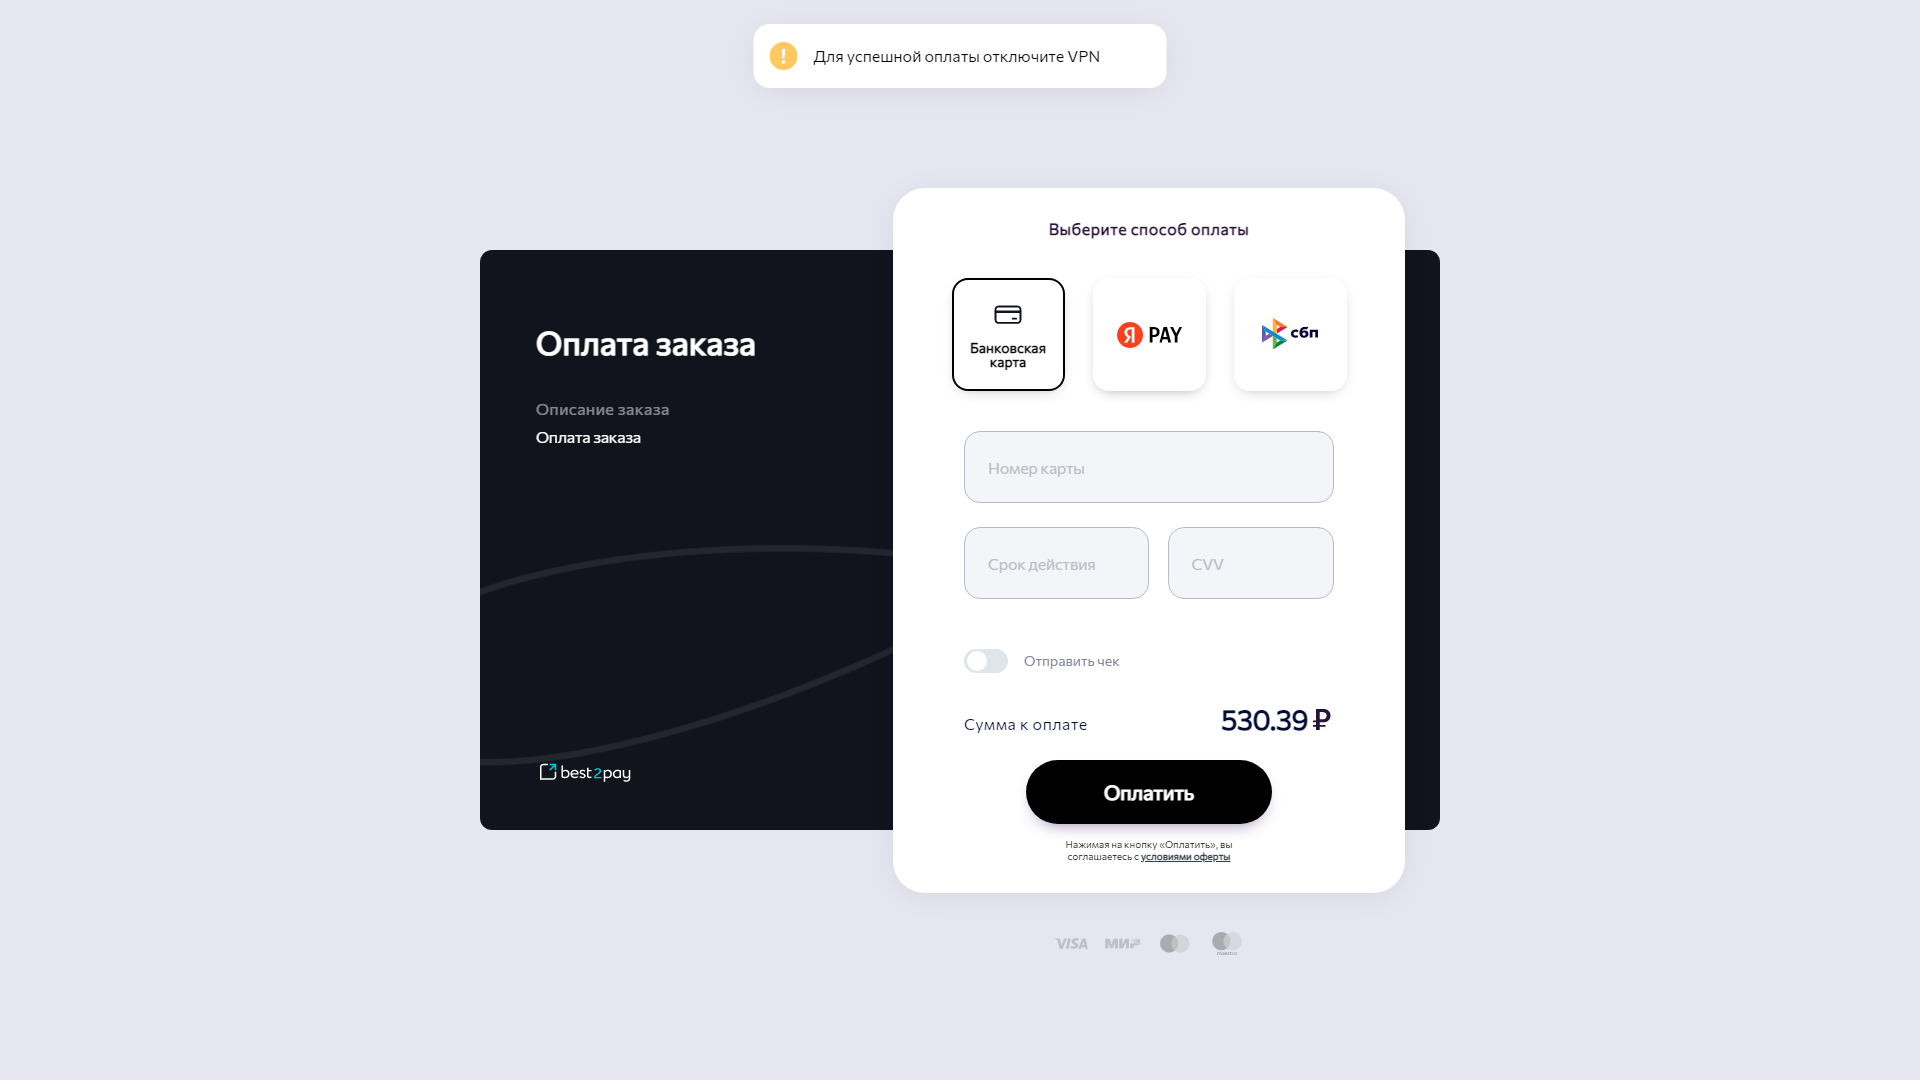 Для успешной оплаты отключите VPN
Выберите способ оплаты
Банковская
карта
Я PAY
сбп
Оплата заказа
Описание заказа
Оплата заказа
Номер карты
Срок действия
CVV
Отправить чек
Сумма к оплате
530.39 ₽
Оплатить
Нажимая на кнопку «Оплатить», вы
соглашаетесь с условиями оферты
best2pay
VISA
МИР
maestro